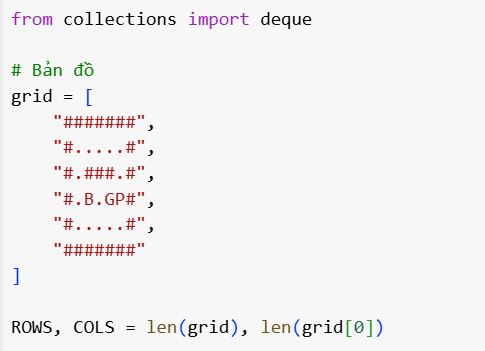 from collections import deque
# Bản đồ
grid = [
    "#######",
    "#.....#",
    "#.###.#",
    "#.B.GP#",
    "#.....#",
    "#######"
]
ROWS, COLS = len(grid), len(grid[0])